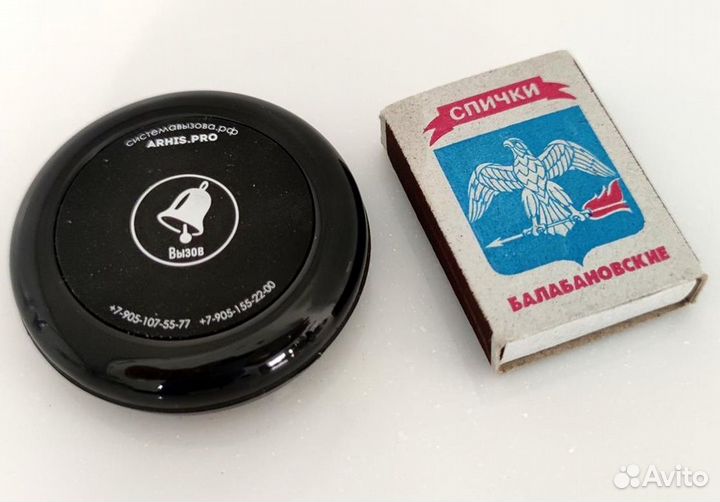 системавызова.рф
ARHIS.PRO
Вызов
+7-905-107-55-77 +7-905-155-22-00
СПИЧКИ
БАЛАБАНОВСКИЕ
Avito